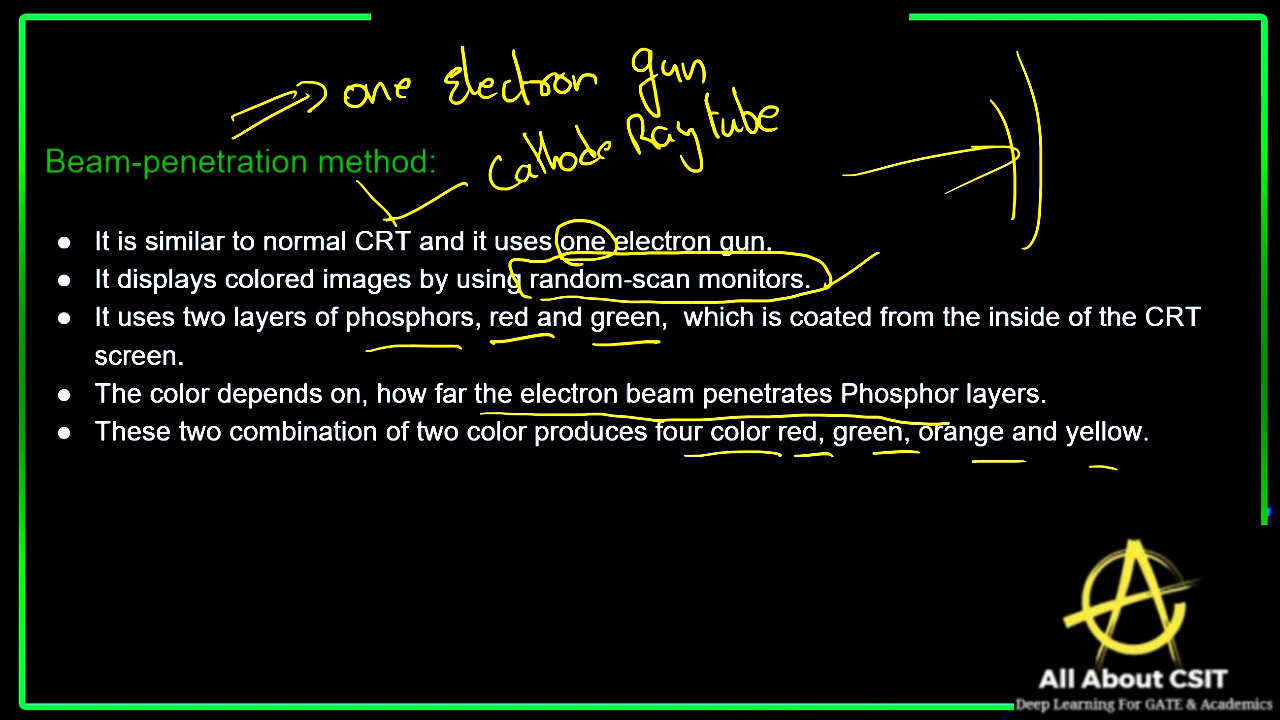 one electron gun
Cathode Ray tube
Beam-penetration method:
● It is similar to normal CRT and it uses one electron gun.
● It displays colored images by using random-scan monitors.
● It uses two layers of phosphors, red and green, which is coated from the inside of the CRT
screen.
● The color depends on, how far the electron beam penetrates Phosphor layers.
● These two combination of two color produces four color red, green, orange and yellow.
All About CSIT
Deep Learning For GATE & Academics